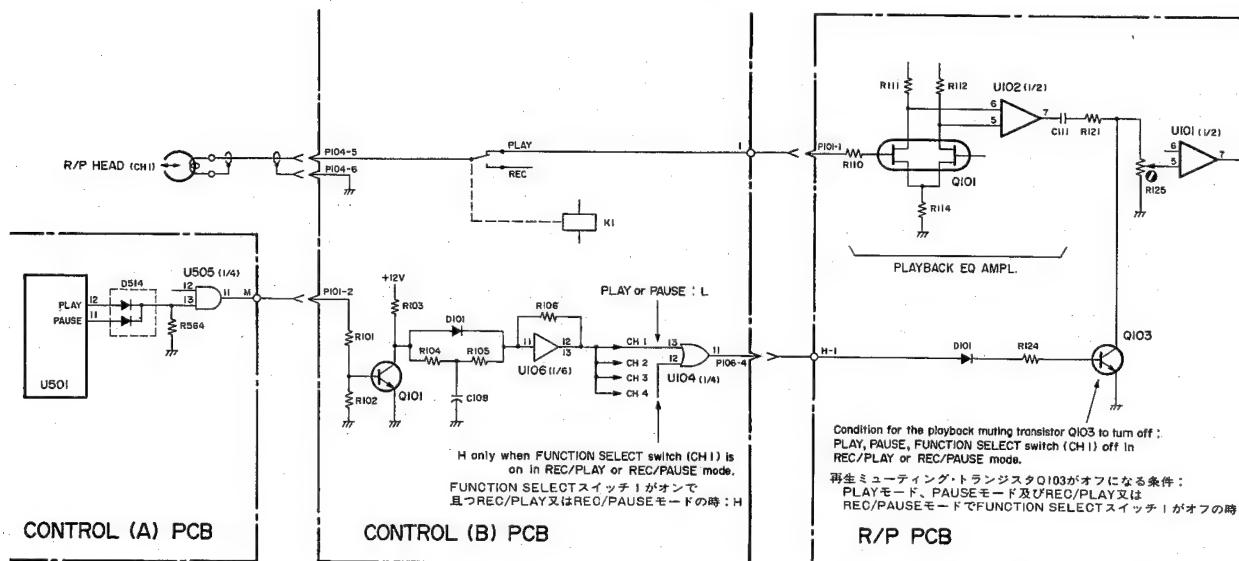 R111
R112
U102 (1/2)
6
5
7
C111
R121
U101 (1/2)
6
5
7
R125
R/P HEAD (CH1)
P104-5
P104-6
PLAY
REC
K1
1
P101-1
R110
Q101
R114
PLAYBACK EQ AMPL.
U505 (1/4)
D514
12
13
11
M
PLAY
12
PAUSE
11
R564
U501
P101-2
+12V
R103
R101
R102
Q101
D101
R104
R105
C109
R106
11
12
13
U106 (1/6)
PLAY or PAUSE : L
CH 1
CH 2
CH 3
CH 4
13
12
11
U104 (1/4)
P106-4
H-1
D101
R124
Q103
H only when FUNCTION SELECT switch (CH1) is
on in REC/PLAY or REC/PAUSE mode.
FUNCTION SELECTスイッチ1がオンで
且つREC/PLAY又はREC/PAUSEモードの時:H
Condition for the playback muting transistor Q103 to turn off :
PLAY, PAUSE, FUNCTION SELECT switch (CH1) off in
REC/PLAY or REC/PAUSE mode.
再生ミューティング・トランジスタQ103がオフになる条件:
PLAYモード、PAUSEモード及びREC/PLAY又は
REC/PAUSEモードでFUNCTION SELECTスイッチ1がオフの時
CONTROL (A) PCB
CONTROL (B) PCB
R/P PCB